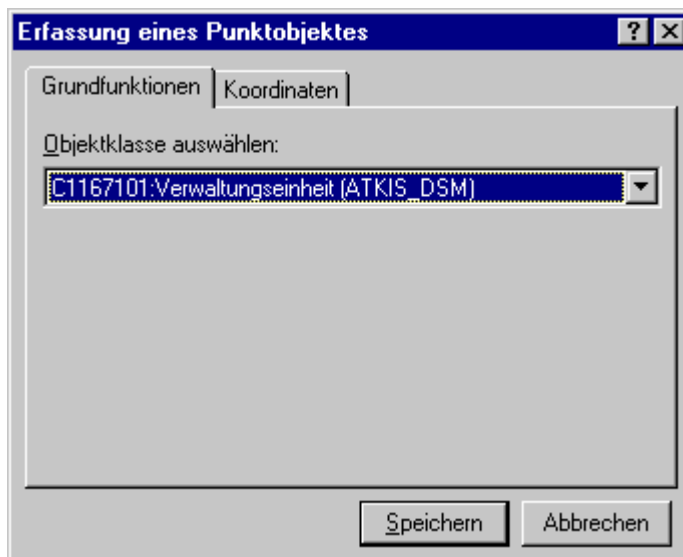 Erfassung eines Punktobjektes
Grundfunktionen Koordinaten
Objektklasse auswählen:
C1167101:Verwaltungseinheit (ATKIS_DSM)
Speichern Abbrechen